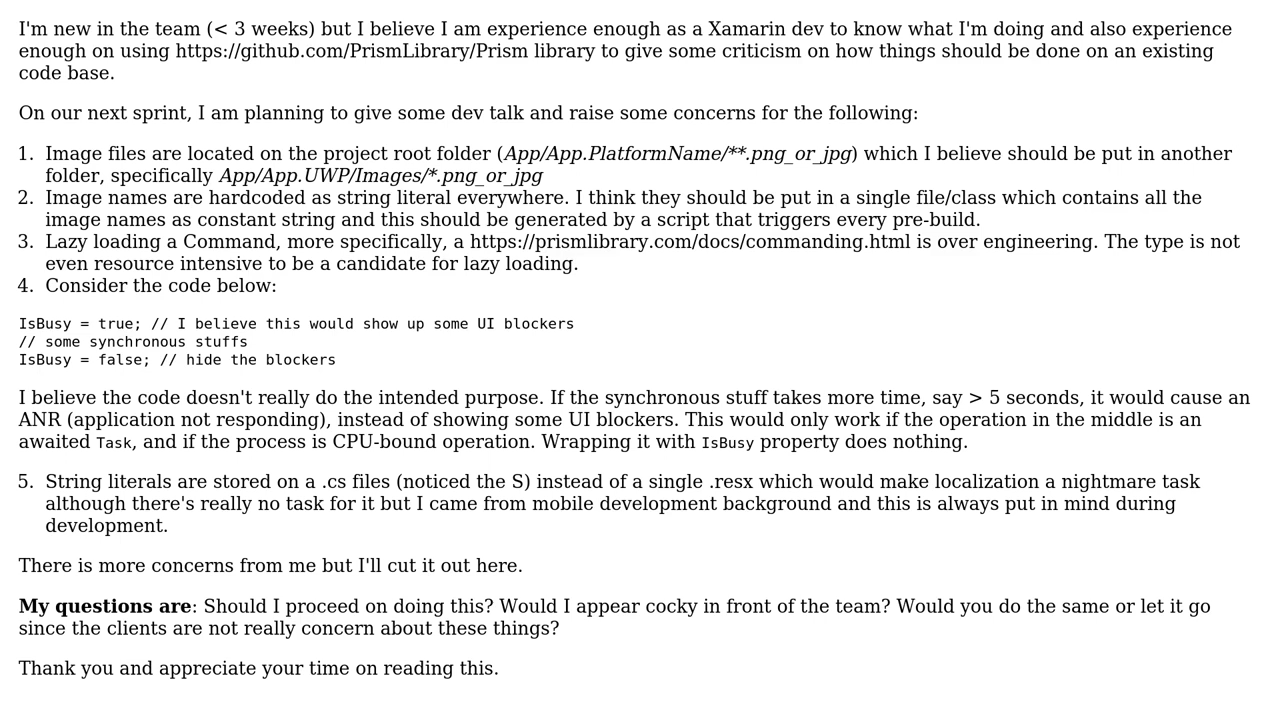 I'm new in the team (< 3 weeks) but I believe I am experience enough as a Xamarin dev to know what I'm doing and also experience
enough on using https://github.com/PrismLibrary/Prism library to give some criticism on how things should be done on an existing
code base.
On our next sprint, I am planning to give some dev talk and raise some concerns for the following:
1. Image files are located on the project root folder (App/App.PlatformName/**.png_or_jpg) which I believe should be put in another
folder, specifically App/App.UWP/Images/*.png_or_jpg
2. Image names are hardcoded as string literal everywhere. I think they should be put in a single file/class which contains all the
image names as constant string and this should be generated by a script that triggers every pre-build.
3. Lazy loading a Command, more specifically, a https://prismlibrary.com/docs/commanding.html is over engineering. The type is not
even resource intensive to be a candidate for lazy loading.
4. Consider the code below:
IsBusy = true; // I believe this would show up some UI blockers
// some synchronous stuffs
IsBusy = false; // hide the blockers
I believe the code doesn't really do the intended purpose. If the synchronous stuff takes more time, say > 5 seconds, it would cause an
ANR (application not responding), instead of showing some UI blockers. This would only work if the operation in the middle is an
awaited Task, and if the process is CPU-bound operation. Wrapping it with IsBusy property does nothing.
5. String literals are stored on a .cs files (noticed the S) instead of a single .resx which would make localization a nightmare task
although there's really no task for it but I came from mobile development background and this is always put in mind during
development.
There is more concerns from me but I'll cut it out here.
My questions are: Should I proceed on doing this? Would I appear cocky in front of the team? Would you do the same or let it go
since the clients are not really concern about these things?
Thank you and appreciate your time on reading this.